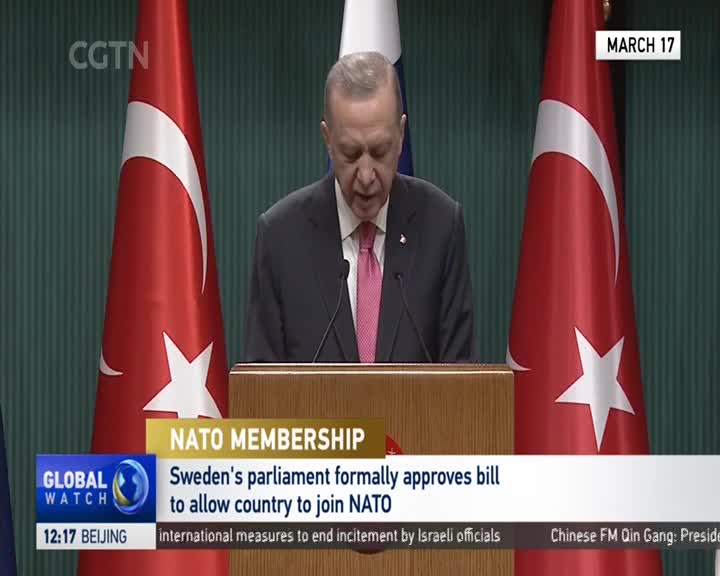 CGTN
MARCH 17
NATO MEMBERSHIP
Sweden's parliament formally approves bill
to allow country to join NATO
GLOBAL
WATCH
12:17 BEIJING
international measures to end incitement by Israeli officials
Chinese FM Qin Gang: Preside